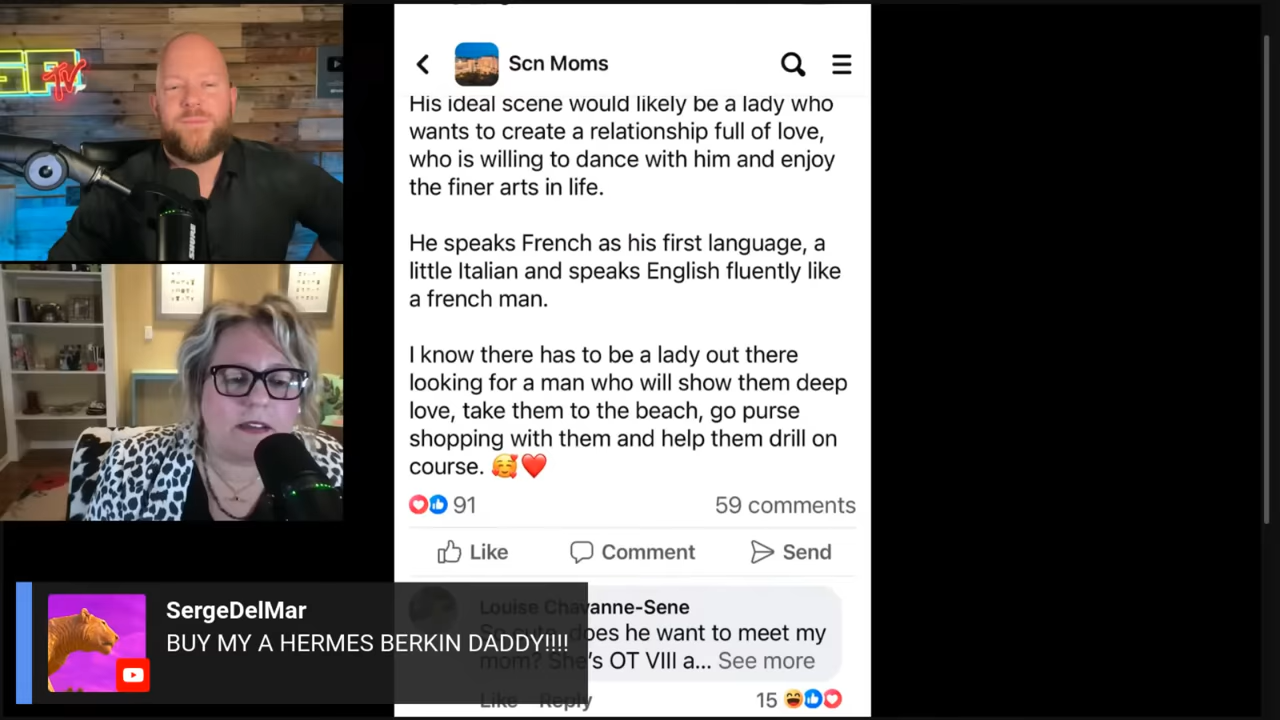 TV
Scn Moms
His ideal scene would likely be a lady who
wants to create a relationship full of love,
who is willing to dance with him and enjoy
the finer arts in life.
He speaks French as his first language, a
little Italian and speaks English fluently like
a french man.
I know there has to be a lady out there
looking for a man who will show them deep
love, take them to the beach, go purse
shopping with them and help them drill on
course. 🥰❤️
91
59 comments
Like
Comment
Send
Louise Chavanne-Sene
So cute, does he want to meet my
mom? She's OT VIII a... See more
Like Reply
15
SergeDelMar
BUY MY A HERMES BERKIN DADDY!!!!